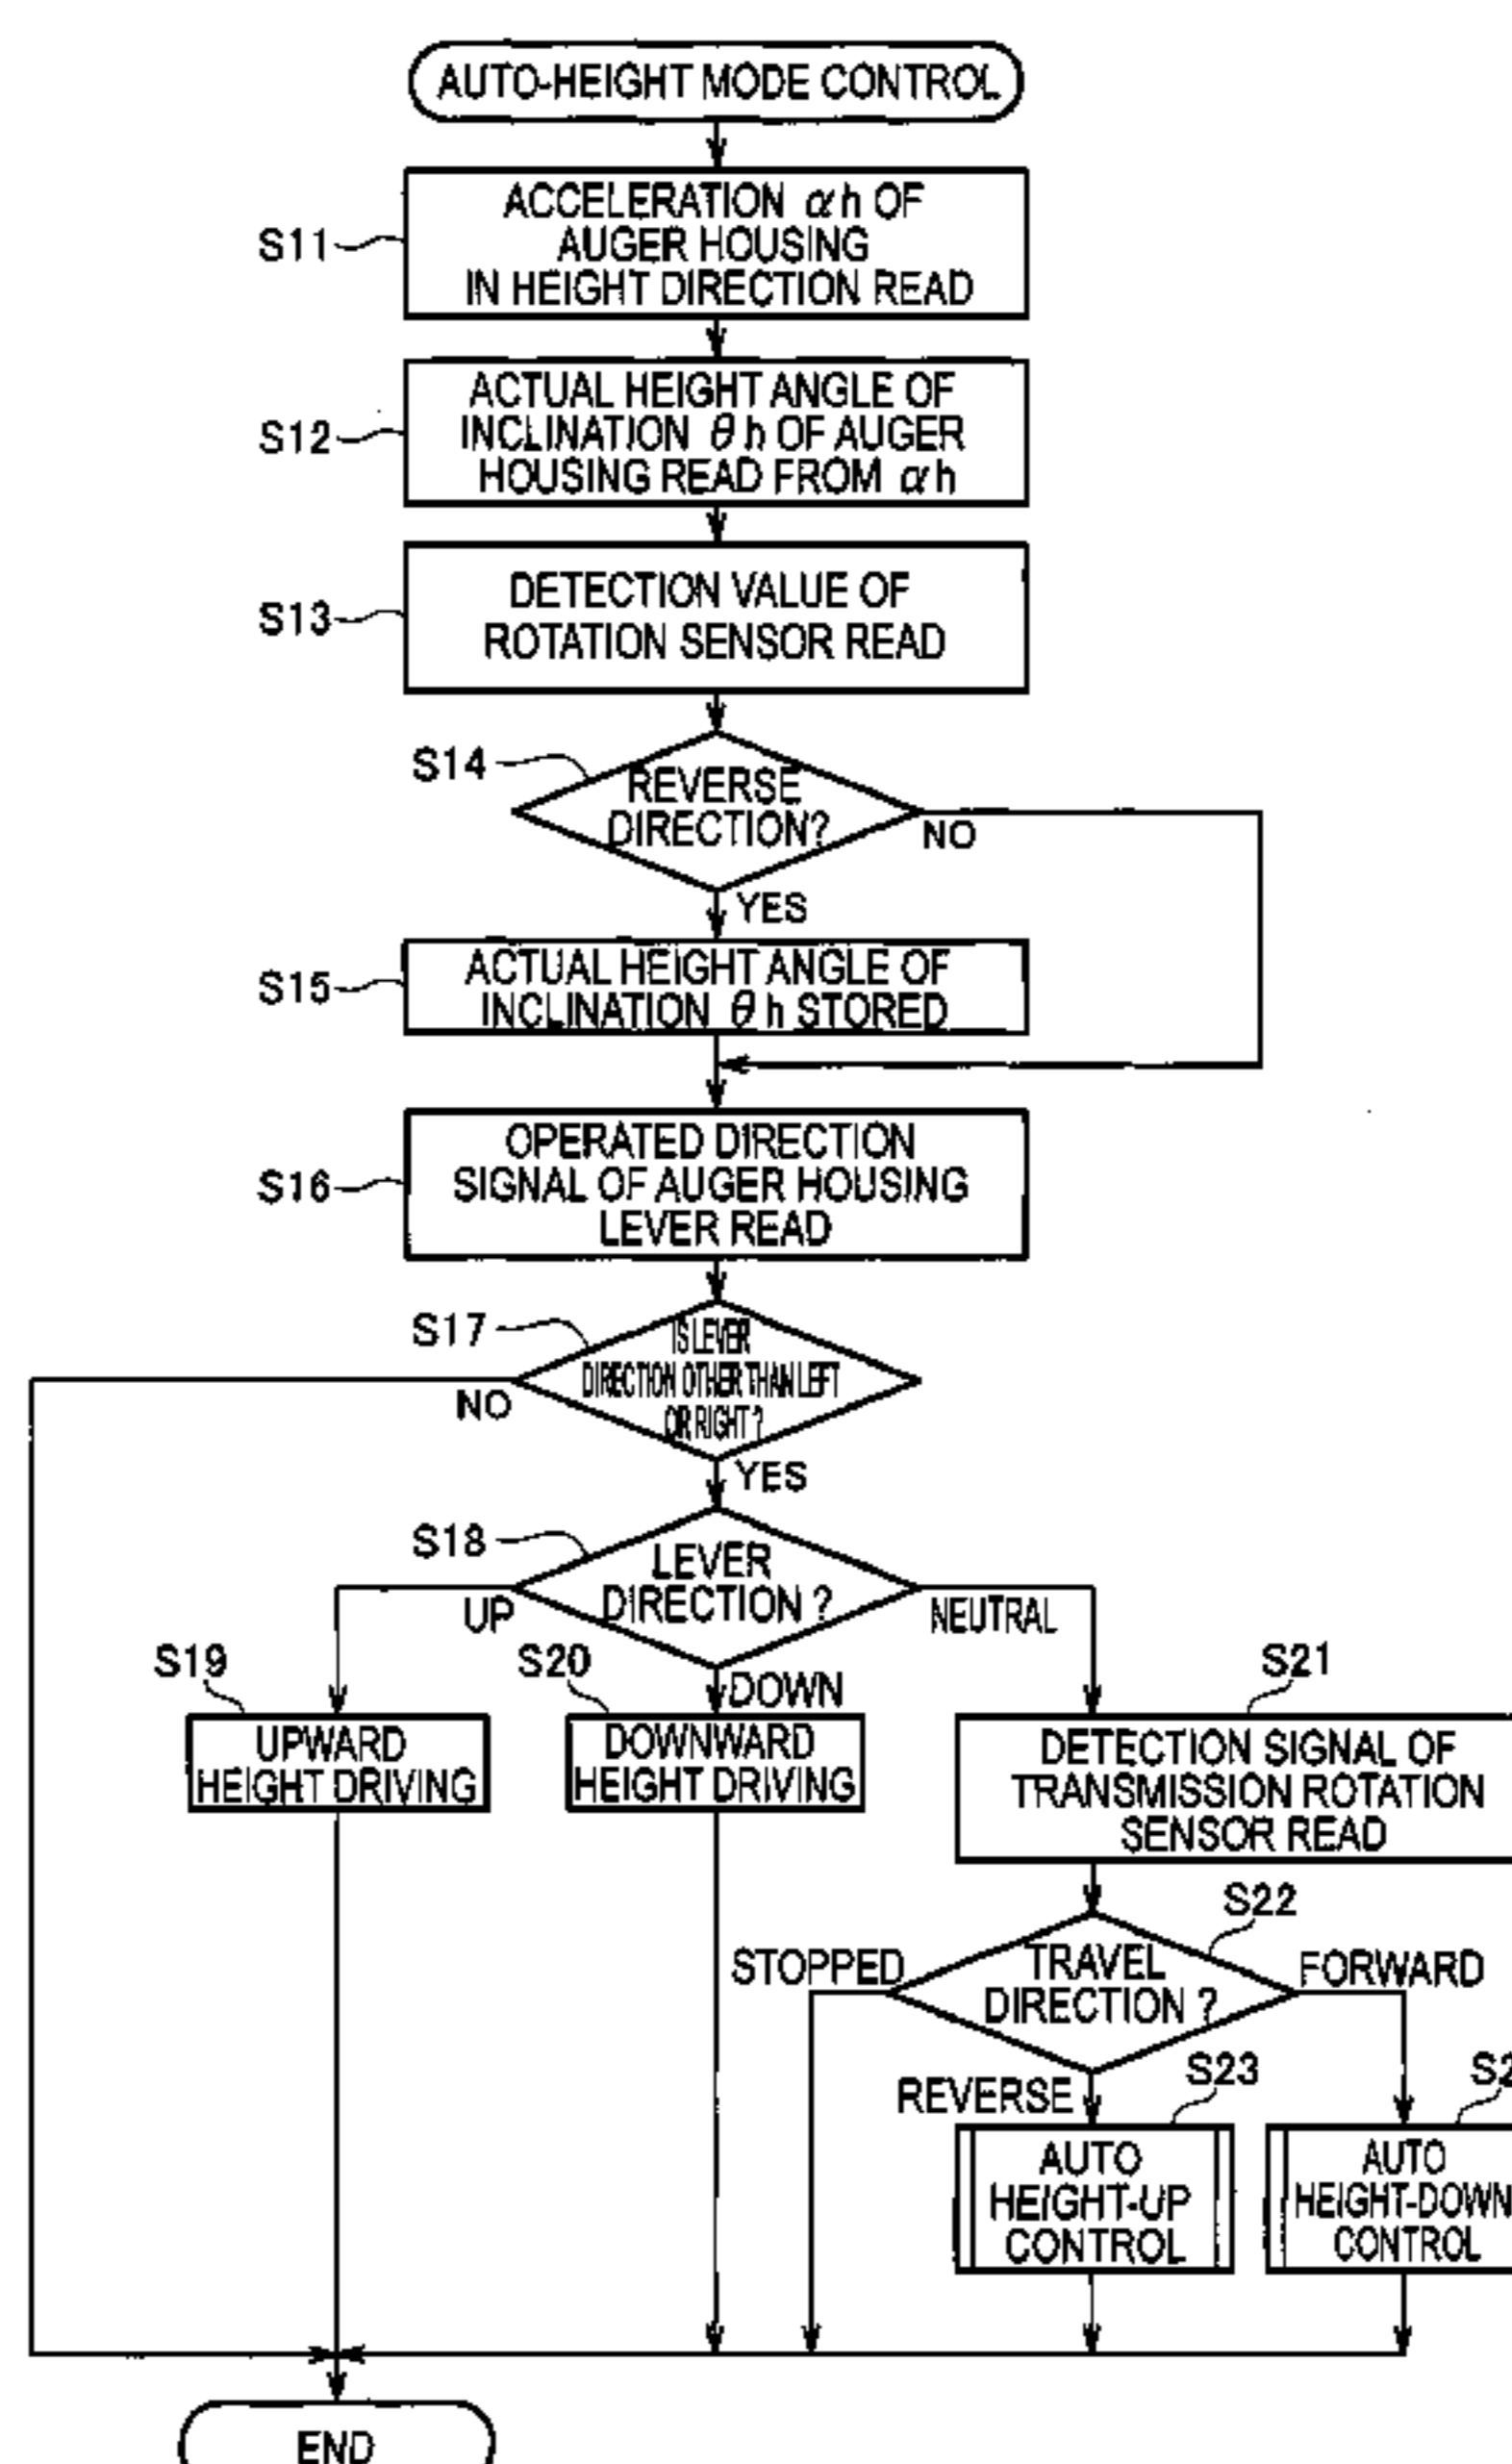 AUTO-HEIGHT MODE CONTROL
S11
ACCELERATION αh OF
AUGER HOUSING
IN HEIGHT DIRECTION READ
S12
ACTUAL HEIGHT ANGLE OF
INCLINATION θh OF AUGER
HOUSING READ FROM αh
S13
DETECTION VALUE OF
ROTATION SENSOR READ
S14
REVERSE
DIRECTION?
NO
YES
S15
ACTUAL HEIGHT ANGLE OF
INCLINATION θh STORED
S16
OPERATED DIRECTION
SIGNAL OF AUGER HOUSING
LEVER READ
S17
IS LEVER
DIRECTION OTHER THAN LEFT
OR RIGHT ?
NO
YES
S18
LEVER
DIRECTION ?
UP
NEUTRAL
DOWN
S19
UPWARD
HEIGHT DRIVING
S20
DOWNWARD
HEIGHT DRIVING
S21
DETECTION SIGNAL OF
TRANSMISSION ROTATION
SENSOR READ
S22
TRAVEL
DIRECTION ?
STOPPED
FORWARD
REVERSE
S23
AUTO
HEIGHT-UP
CONTROL
AUTO
HEIGHT-DOWN
CONTROL
END